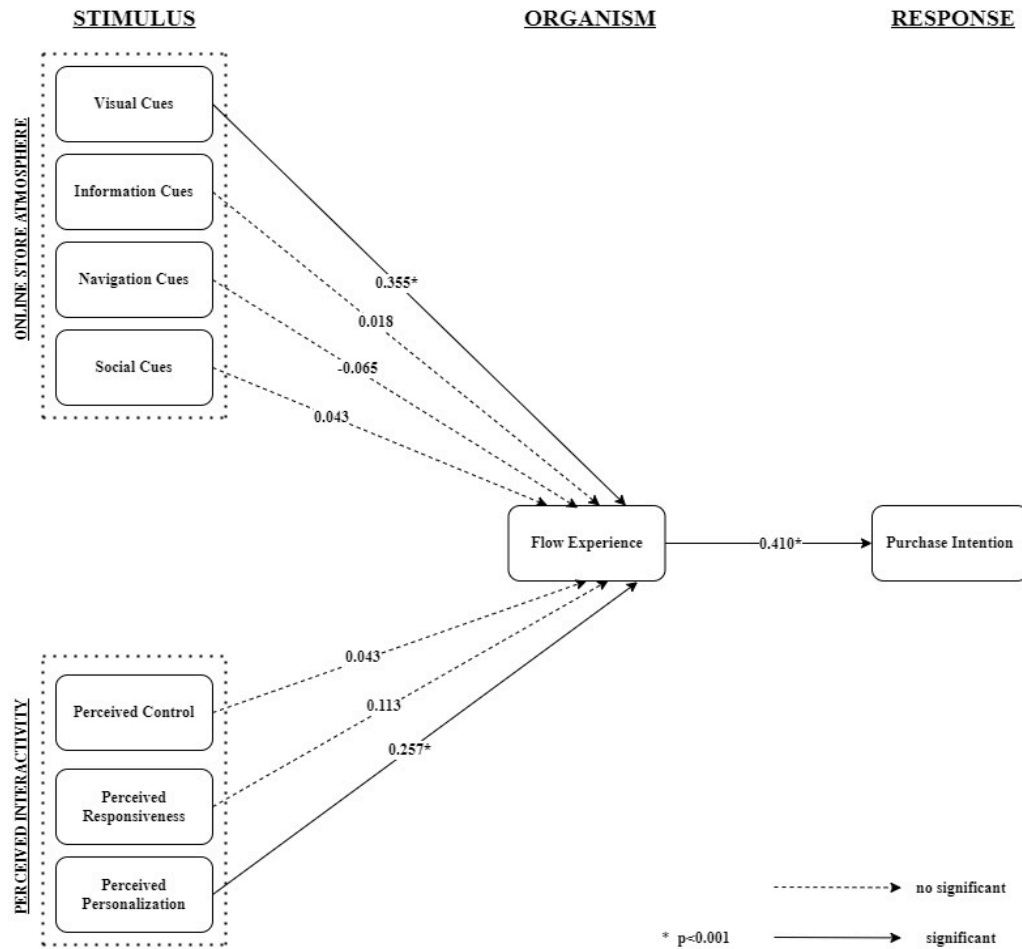 STIMULUS
ORGANISM
RESPONSE
ONLINE STORE ATMOSPHERE
Visual Cues
Information Cues
Navigation Cues
Social Cues
0.355*
0.018
-0.065
0.043
Flow Experience
0.410*
Purchase Intention
PERCEIVED INTERACTIVITY
Perceived Control
Perceived
Responsiveness
Perceived
Personalization
0.043
0.113
0.257*
no significant
* p<0.001
significant